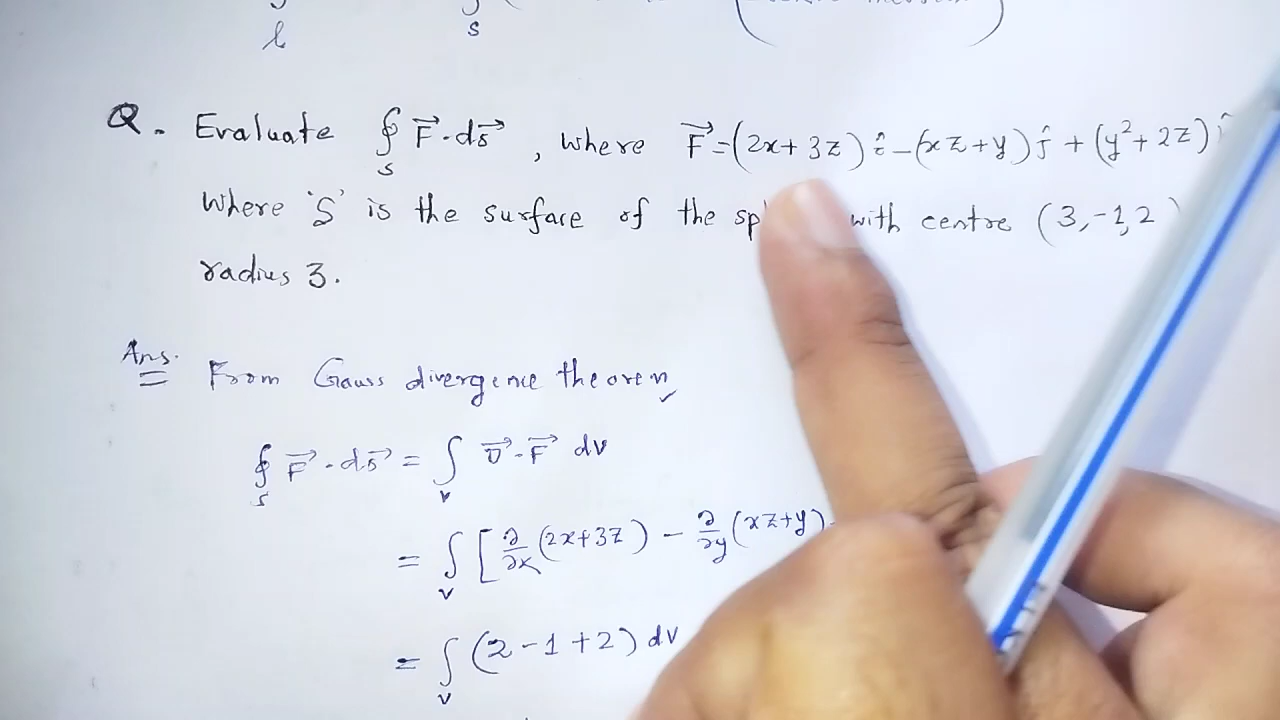 l s
Q. Evaluate ∮_S F⃗·ds⃗, where F⃗=(2x+3z)î-(xz+y)ĵ+(y²+2z)
Where 'S' is the surface of the with centre (3,-1,2)
radius 3.
Ans. From Gauss divergence theorem
∮_S F⃗·ds⃗ = ∫_V ∇⃗·F⃗ dv
= ∫_V [∂/∂x(2x+3z) - ∂/∂y(xz+y)
= ∫_V (2-1+2) dv